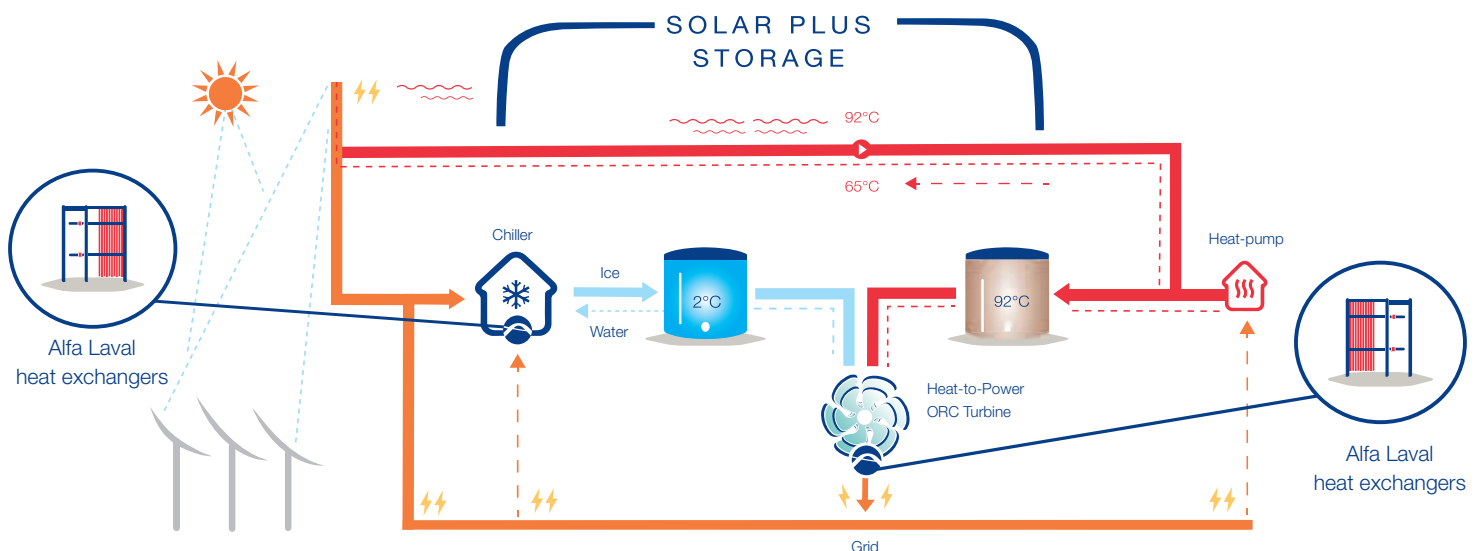 SOLAR PLUS
STORAGE
92°C
65°C
Chiller
Heat-pump
Ice
2°C
92°C
Water
Alfa Laval
heat exchangers
Heat-to-Power
ORC Turbine
Alfa Laval
heat exchangers
Grid